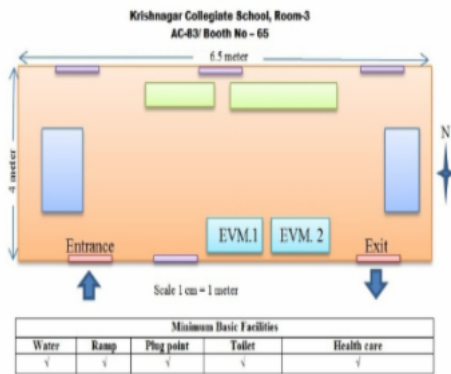 Krishnagar Collegiate School, Room-3
AC-83/ Booth No – 65
6.5 meter
4 meter
N
EVM.1 EVM. 2
Entrance Exit
Scale 1 cm = 1 meter
Minimum Basic Facilities
Water Ramp Plug point Toilet Health care
√ √ √ √ √